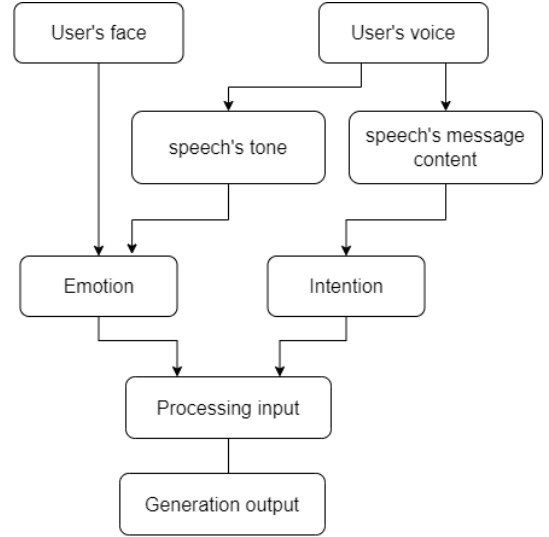 User's face
User's voice
speech's tone
speech's message
content
Emotion
Intention
Processing input
Generation output